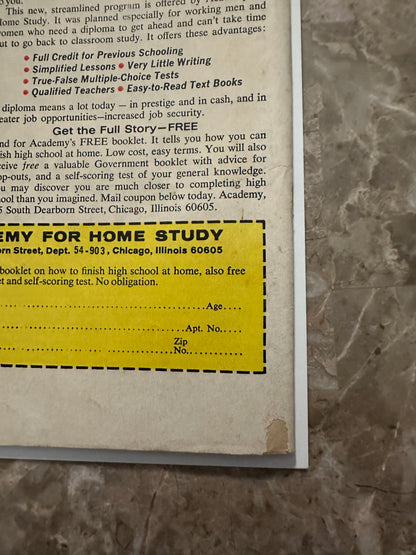 you.
This new, streamlined program is offered by
Home Study. It was planned especially for working men and
women who need a diploma to get ahead and can't take time
out to go back to classroom study. It offers these advantages:
• Full Credit for Previous Schooling
• Simplified Lessons • Very Little Writing
• True-False Multiple-Choice Tests
• Qualified Teachers • Easy-to-Read Text Books
diploma means a lot today – in prestige and in cash, and in
eater job opportunities—increased job security.
Get the Full Story—FREE
nd for Academy's FREE booklet. It tells you how you can
ish high school at home. Low cost, easy terms. You will also
ceive free a valuable Government booklet with advice for
op-outs, and a self-scoring test of your general knowledge.
ou may discover you are much closer to completing high
ool than you imagined. Mail coupon below today. Academy,
5 South Dearborn Street, Chicago, Illinois 60605.
EMY FOR HOME STUDY
rn Street, Dept. 54-903, Chicago, Illinois 60605
booklet on how to finish high school at home, also free
et and self-scoring test. No obligation.
Age
Apt. No.
Zip
No.